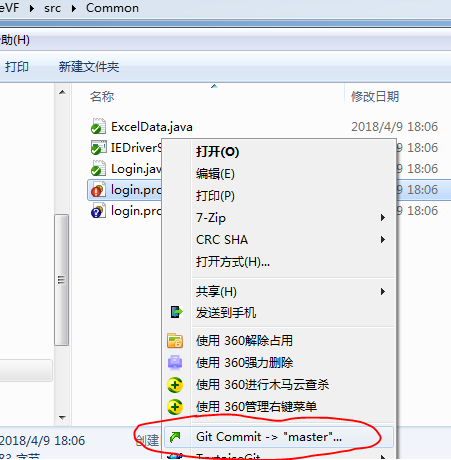 eVF ▸ src ▸ Common
助(H)
打印 新建文件夹
名称 修改日期
ExcelData.java 2018/4/9 18:06
IEDriverS 9 18:06
Login.jav 9 18:06
login.pro 9 18:06
login.pro 9 18:06
打开(O)
编辑(E)
打印(P)
7-Zip
CRC SHA
打开方式(H)...
共享(H)
发送到手机
使用 360解除占用
使用 360强力删除
使用 360进行木马云查杀
使用 360管理右键菜单
2018/4/9 18:06 创建
Git Commit -> "master"...
字节
TortoiseGit